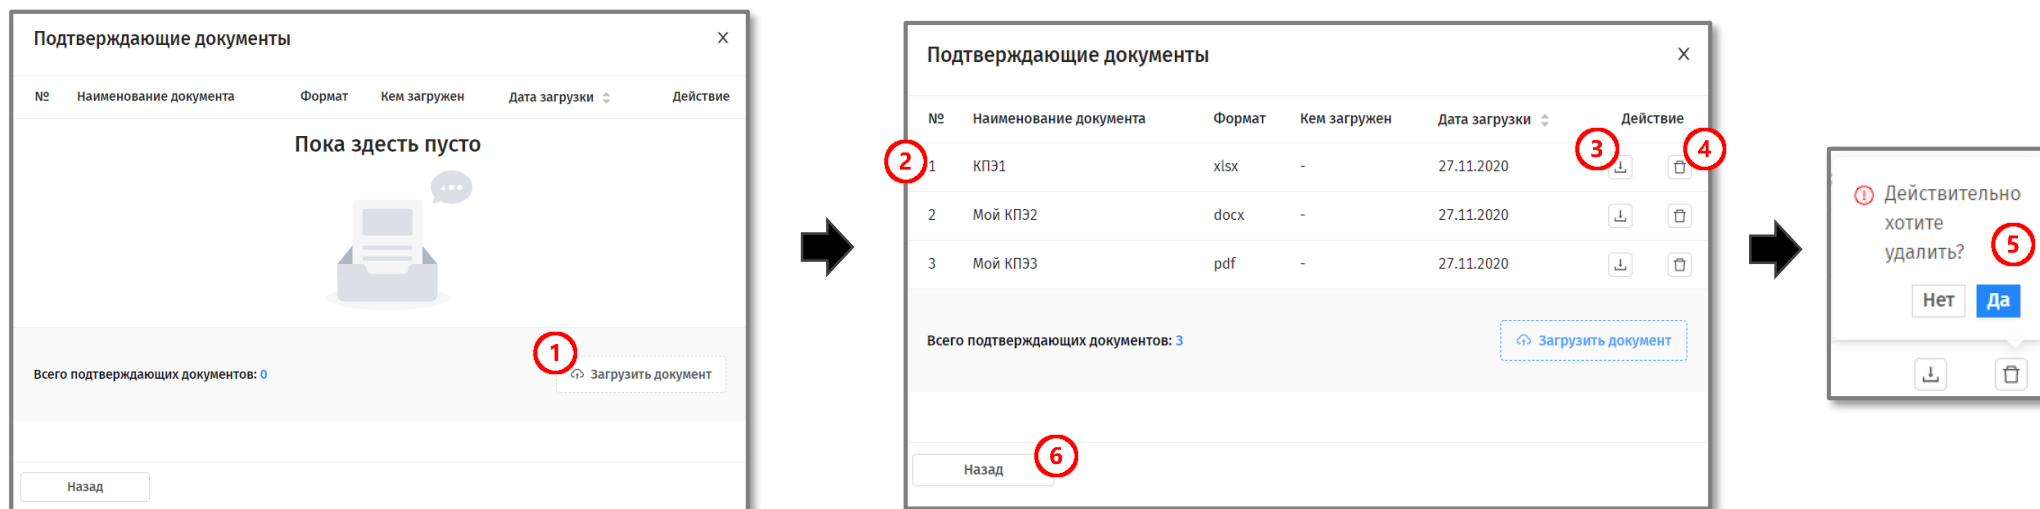 Подтверждающие документы X
№ Наименование документа Формат Кем загружен Дата загрузки Действие
Пока здесть пусто
1
Всего подтверждающих документов: 0 Загрузить документ
Назад
Подтверждающие документы X
№ Наименование документа Формат Кем загружен Дата загрузки Действие
2 3 4
1 КПЭ1 xlsx - 27.11.2020
2 Мой КПЭ2 docx - 27.11.2020
3 Мой КПЭ3 pdf - 27.11.2020
Всего подтверждающих документов: 3 Загрузить документ
6
Назад
Действительно
хотите
удалить?
5
Нет Да